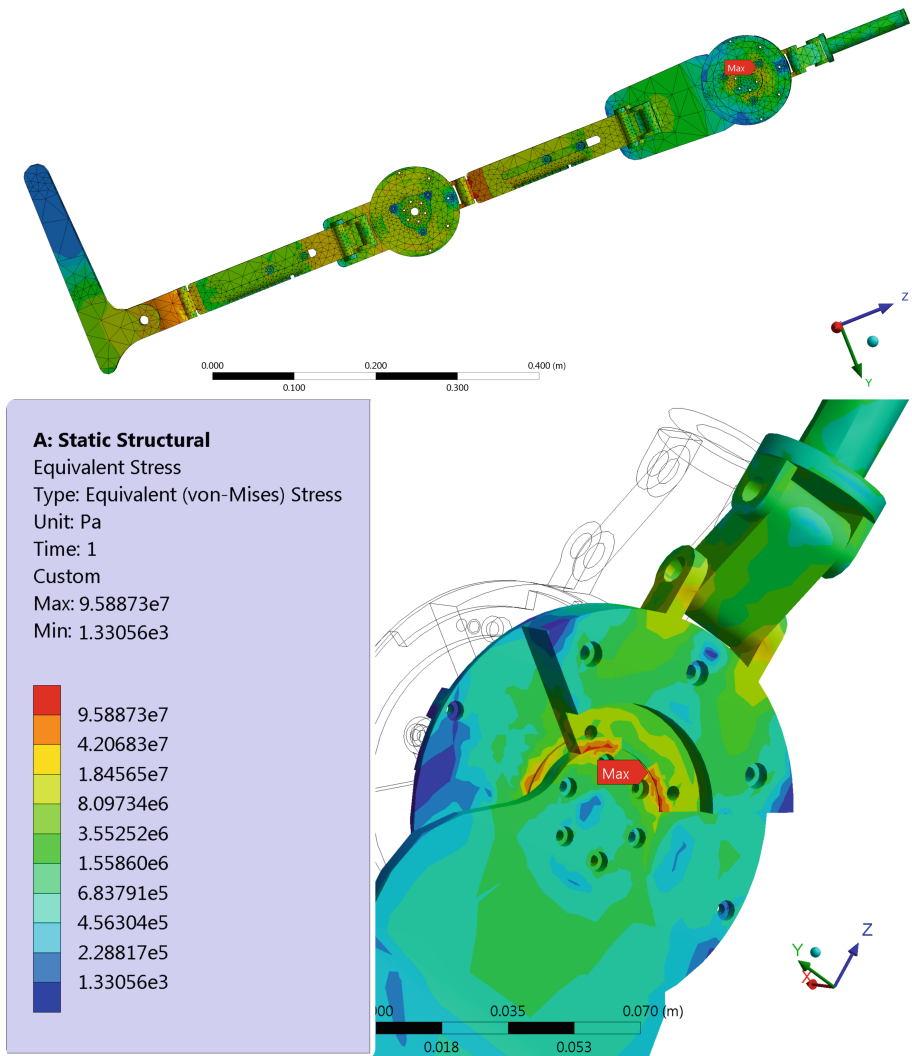 Max
Z
Y
0.000
0.200
0.400 (m)
0.100
0.300
A: Static Structural
Equivalent Stress
Type: Equivalent (von-Mises) Stress
Unit: Pa
Time: 1
Custom
Max: 9.58873e7
Min: 1.33056e3
9.58873e7
4.20683e7
1.84565e7
8.09734e6
3.55252e6
1.55860e6
6.83791e5
4.56304e5
2.28817e5
1.33056e3
Max
Z
Y
X
000
0.035
0.070 (m)
0.018
0.053